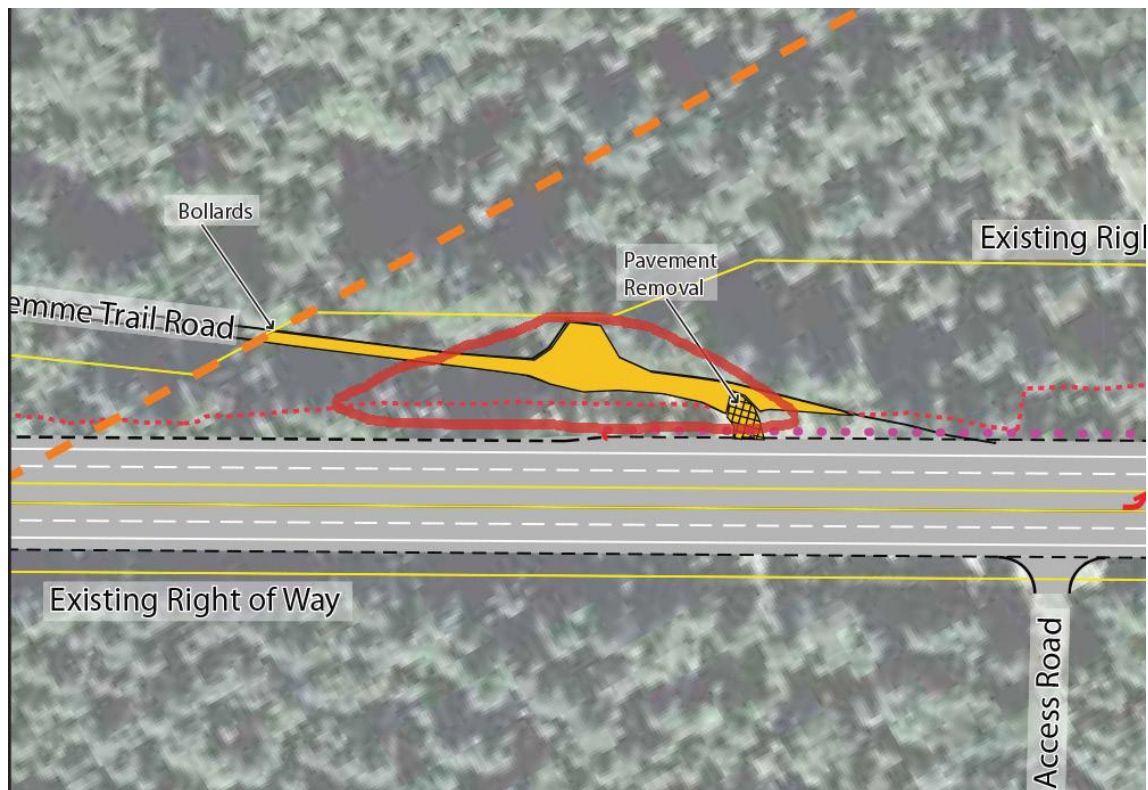 Bollards
Existing Righ
Pavement
Removal
emme Trail Road
Existing Right of Way
Access Road